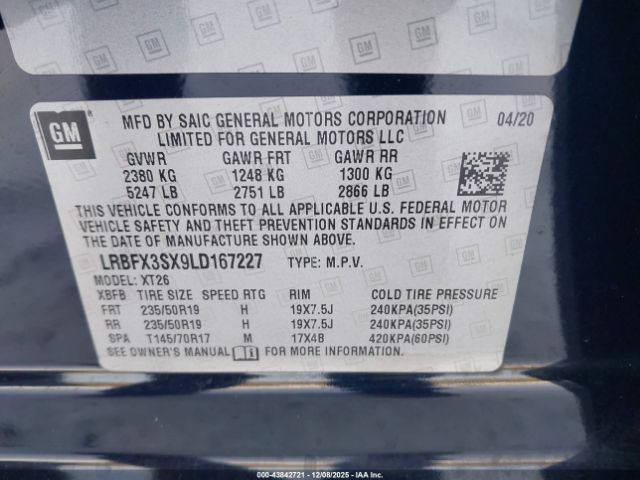 GM
MFD BY SAIC GENERAL MOTORS CORPORATION 04/20
LIMITED FOR GENERAL MOTORS LLC
GVWR GAWR FRT GAWR RR
2380 KG 1248 KG 1300 KG
5247 LB 2751 LB 2866 LB
THIS VEHICLE CONFORMS TO ALL APPLICABLE U.S. FEDERAL MOTOR
VEHICLE SAFETY AND THEFT PREVENTION STANDARDS IN EFFECT ON
THE DATE OF MANUFACTURE SHOWN ABOVE.
LRBFX3SX9LD167227 TYPE: M.P.V.
MODEL: XT26
XBFB TIRE SIZE SPEED RTG RIM COLD TIRE PRESSURE
FRT 235/50R19 H 19X7.5J 240KPA(35PSI)
RR 235/50R19 H 19X7.5J 240KPA(35PSI)
SPA T145/70R17 M 17X4B 420KPA(60PSI)
SEE OWNER'S MANUAL FOR MORE INFORMATION
© - 43842721 - 12/08/2025 - IAA Inc.